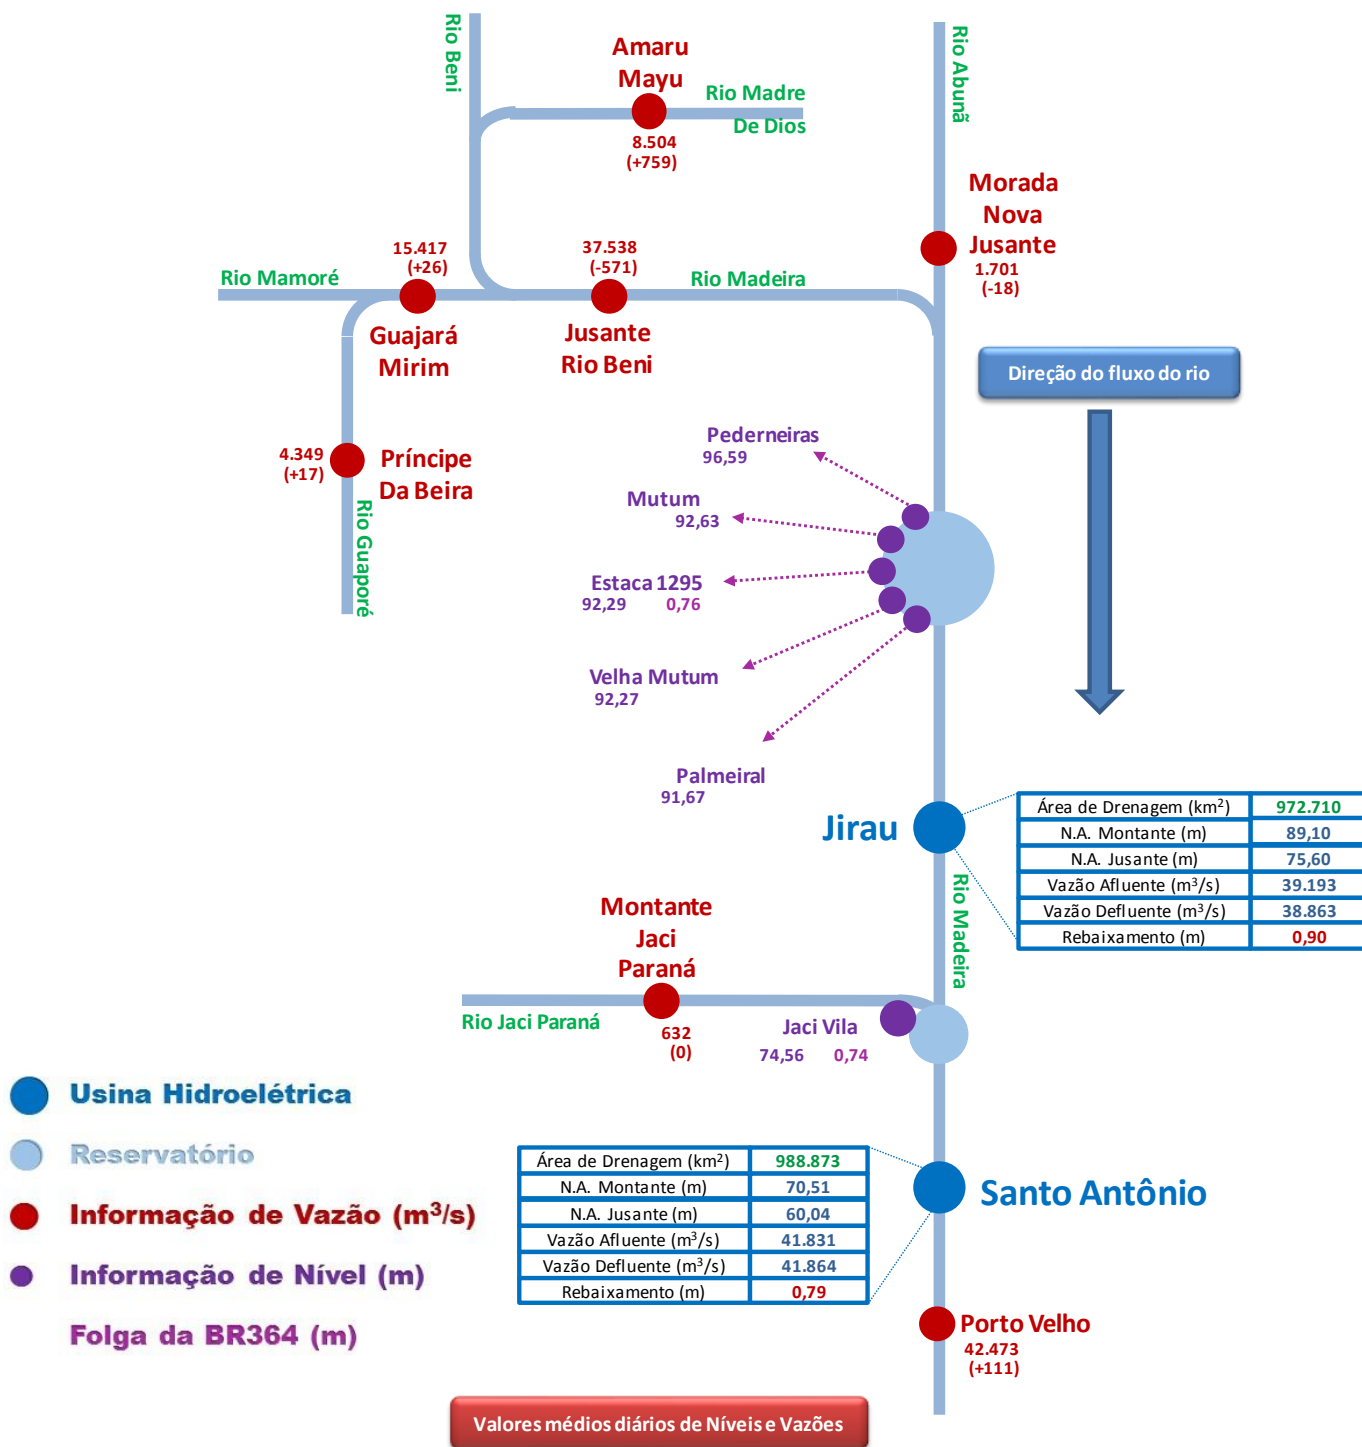 Rio Beni
Amaru
Mayu
Rio Madre
De Dios
8.504
(+759)
Rio Abunã
Morada
Nova
Jusante
1.701
(-18)
15.417
(+26)
37.538
(-571)
Rio Mamoré
Rio Madeira
Guajará
Mirim
Jusante
Rio Beni
Direção do fluxo do rio
4.349
(+17)
Príncipe
Da Beira
Rio Guaporé
Pederneiras
96,59
Mutum
92,63
Estaca 1295
92,29 0,76
Velha Mutum
92,27
Palmeiral
91,67
Jirau
Área de Drenagem (km²) 972.710
N.A. Montante (m) 89,10
N.A. Jusante (m) 75,60
Vazão Afluente (m³/s) 39.193
Vazão Defluente (m³/s) 38.863
Rebaixamento (m) 0,90
Rio Madeira
Montante
Jaci
Paraná
Rio Jaci Paraná
632
(0)
Jaci Vila
74,56 0,74
Usina Hidroelétrica
Reservatório
Informação de Vazão (m³/s)
Informação de Nível (m)
Folga da BR364 (m)
Área de Drenagem (km²) 988.873
N.A. Montante (m) 70,51
N.A. Jusante (m) 60,04
Vazão Afluente (m³/s) 41.831
Vazão Defluente (m³/s) 41.864
Rebaixamento (m) 0,79
Santo Antônio
Porto Velho
42.473
(+111)
Valores médios diários de Níveis e Vazões